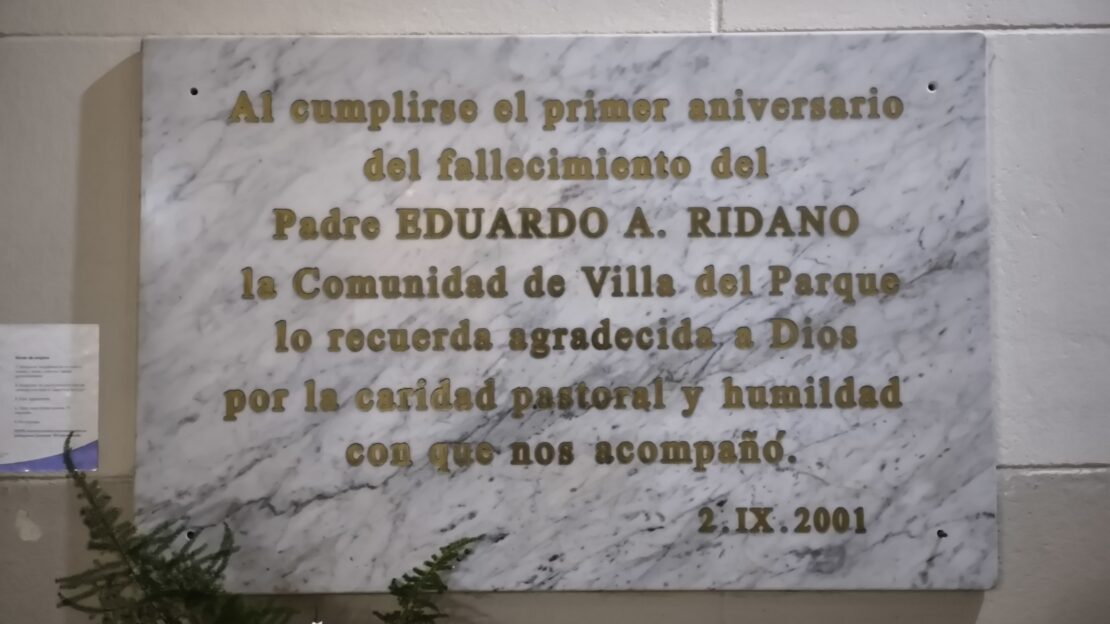 Al cumplirse el primer aniversario
del fallecimiento del
Padre EDUARDO A. RIDANO
la Comunidad de Villa del Parque
lo recuerda agradecida a Dios
por la caridad pastoral y humildad
con que nos acompañó.
2.IX.2001